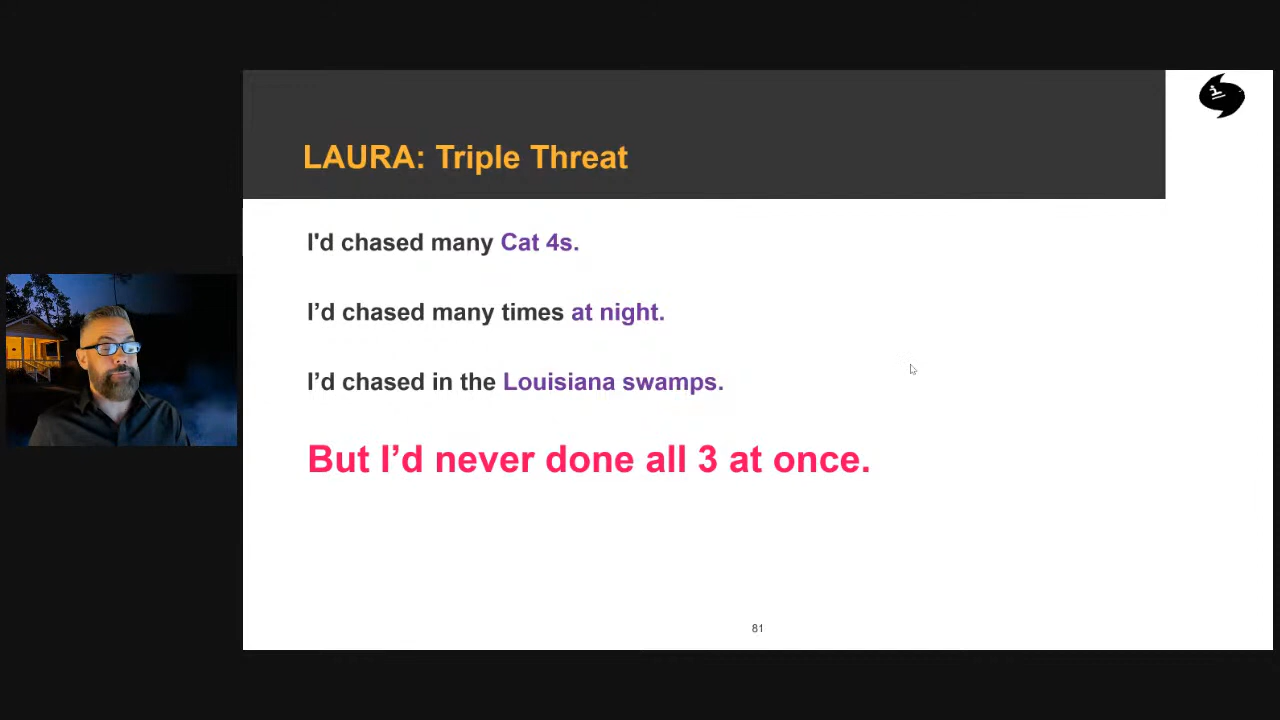 LAURA: Triple Threat
I'd chased many Cat 4s.
I’d chased many times at night.
I’d chased in the Louisiana swamps.
But I’d never done all 3 at once.
81